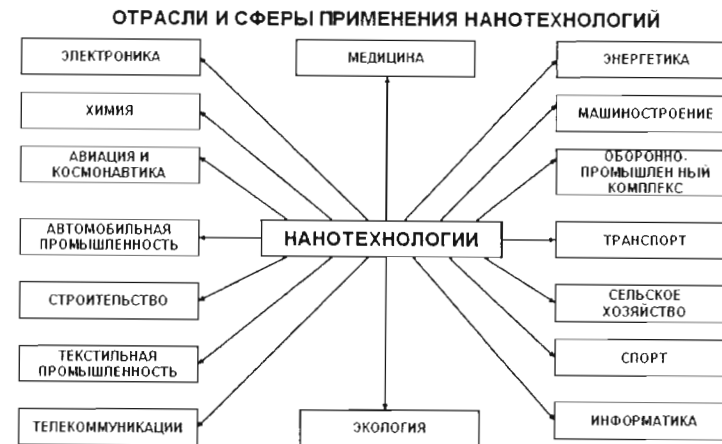 ОТРАСЛИ И СФЕРЫ ПРИМЕНЕНИЯ НАНОТЕХНОЛОГИЙ
ЭЛЕКТРОНИКА
МЕДИЦИНА
ЭНЕРГЕТИКА
ХИМИЯ
МАШИНОСТРОЕНИЕ
АВИАЦИЯ И
КОСМОНАВТИКА
ОБОРОННО-
ПРОМЫШЛЕН НЫЙ
КОМПЛЕКС
АВТОМОБИЛЬНАЯ
ПРОМЫШЛЕННОСТЬ
НАНОТЕХНОЛОГИИ
ТРАНСПОРТ
СТРОИТЕЛЬСТВО
СЕЛЬСКОЕ
ХОЗЯЙСТВО
ТЕКСТИЛЬНАЯ
ПРОМЫШЛЕННОСТЬ
СПОРТ
ТЕЛЕКОММУНИКАЦИИ
ЭКОЛОГИЯ
ИНФОРМАТИКА